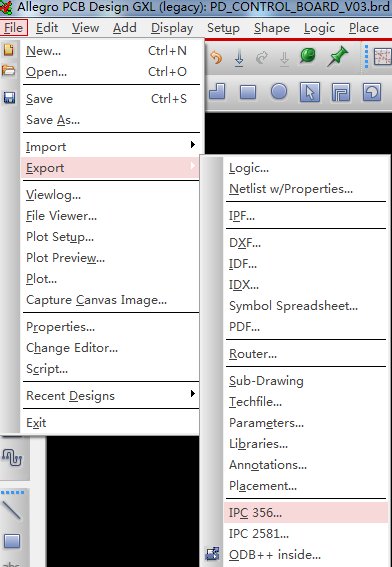 Allegro PCB Design GXL (legacy): PD_CONTROL_BOARD_V03.brd
File Edit View Add Display Setup Shape Logic Place
New... Ctrl+N
Open... Ctrl+O
Save Ctrl+S
Save As...
Import
Export
Viewlog...
File Viewer...
Plot Setup...
Plot Preview...
Plot...
Capture Canvas Image...
Properties...
Change Editor...
Script...
Recent Designs
Exit
Logic...
Netlist w/Properties...
IPF...
DXF...
IDF...
IDX...
Symbol Spreadsheet...
PDF...
Router...
Sub-Drawing
Techfile...
Parameters...
Libraries...
Annotations...
Placement...
IPC 356...
IPC 2581...
ODB++ inside...